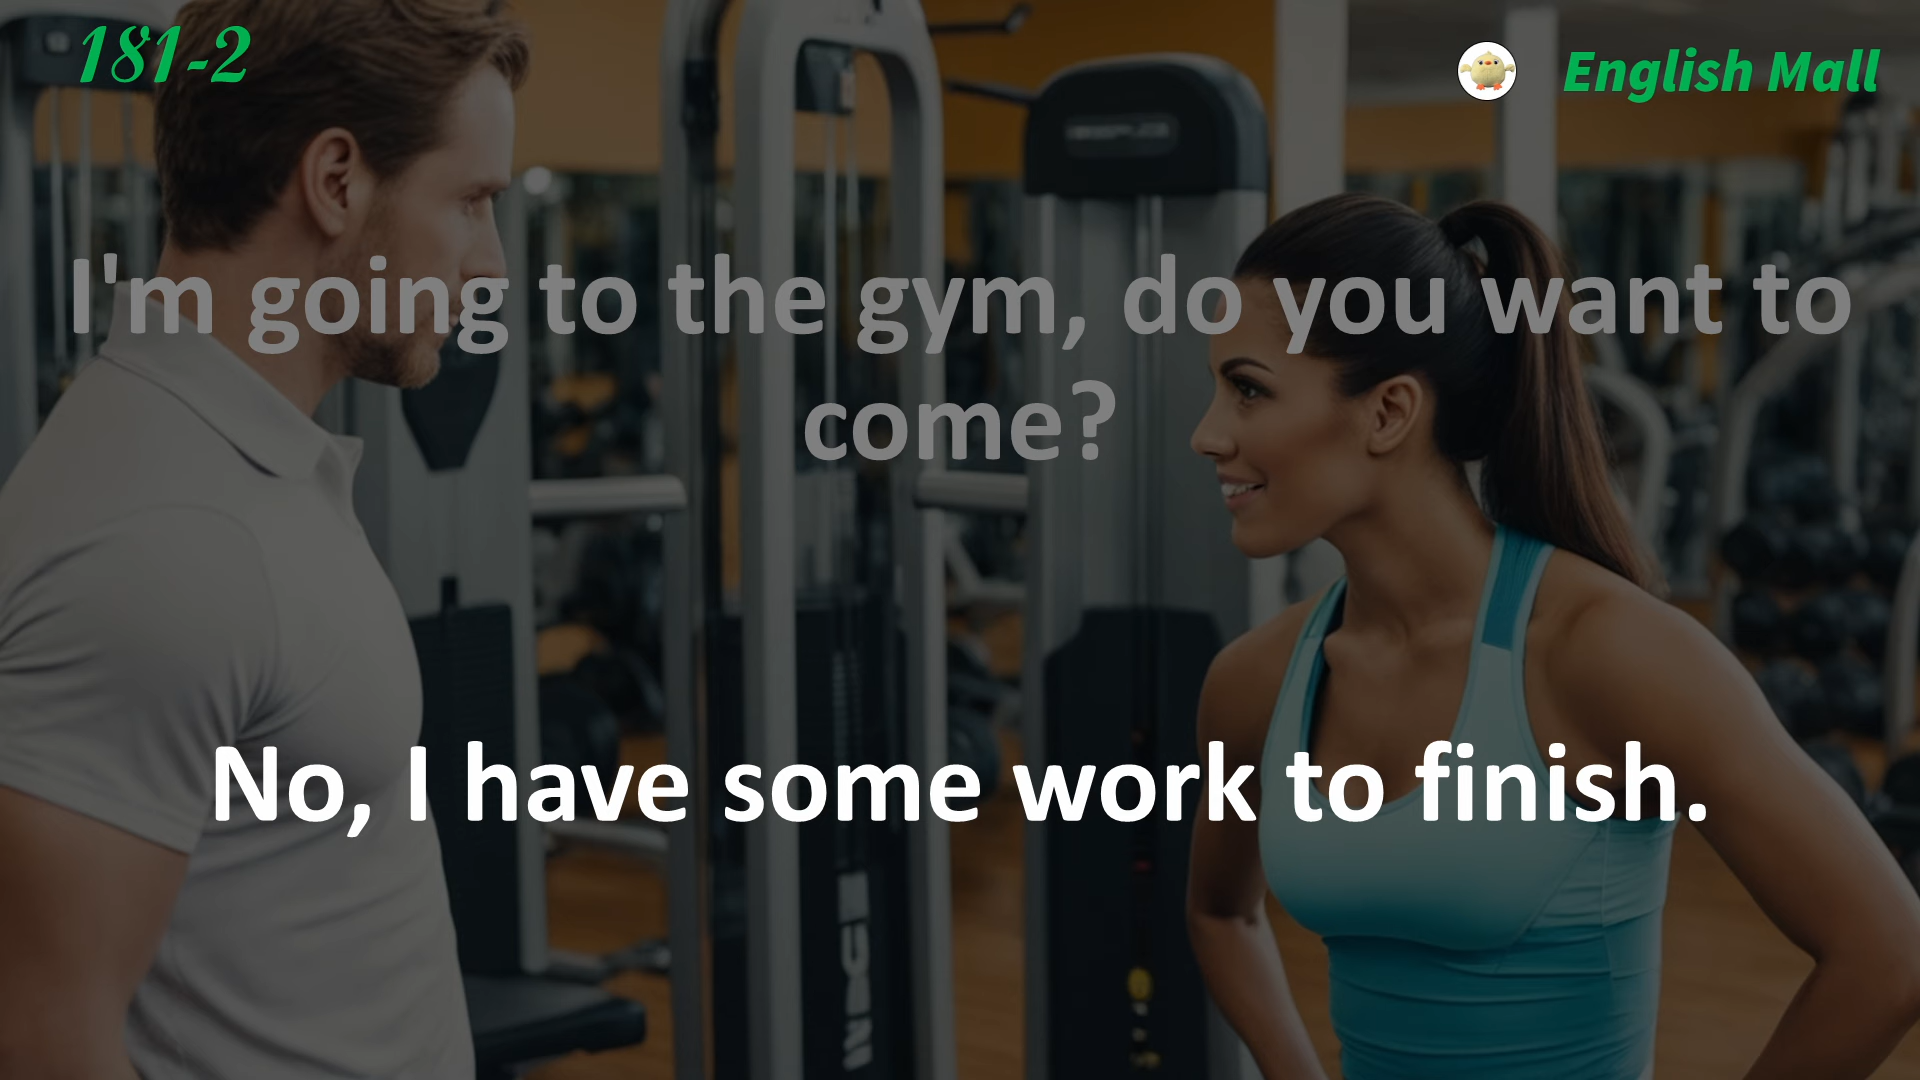 181-2
English Mall
I'm going to the gym, do you want to
come?
No, I have some work to finish.